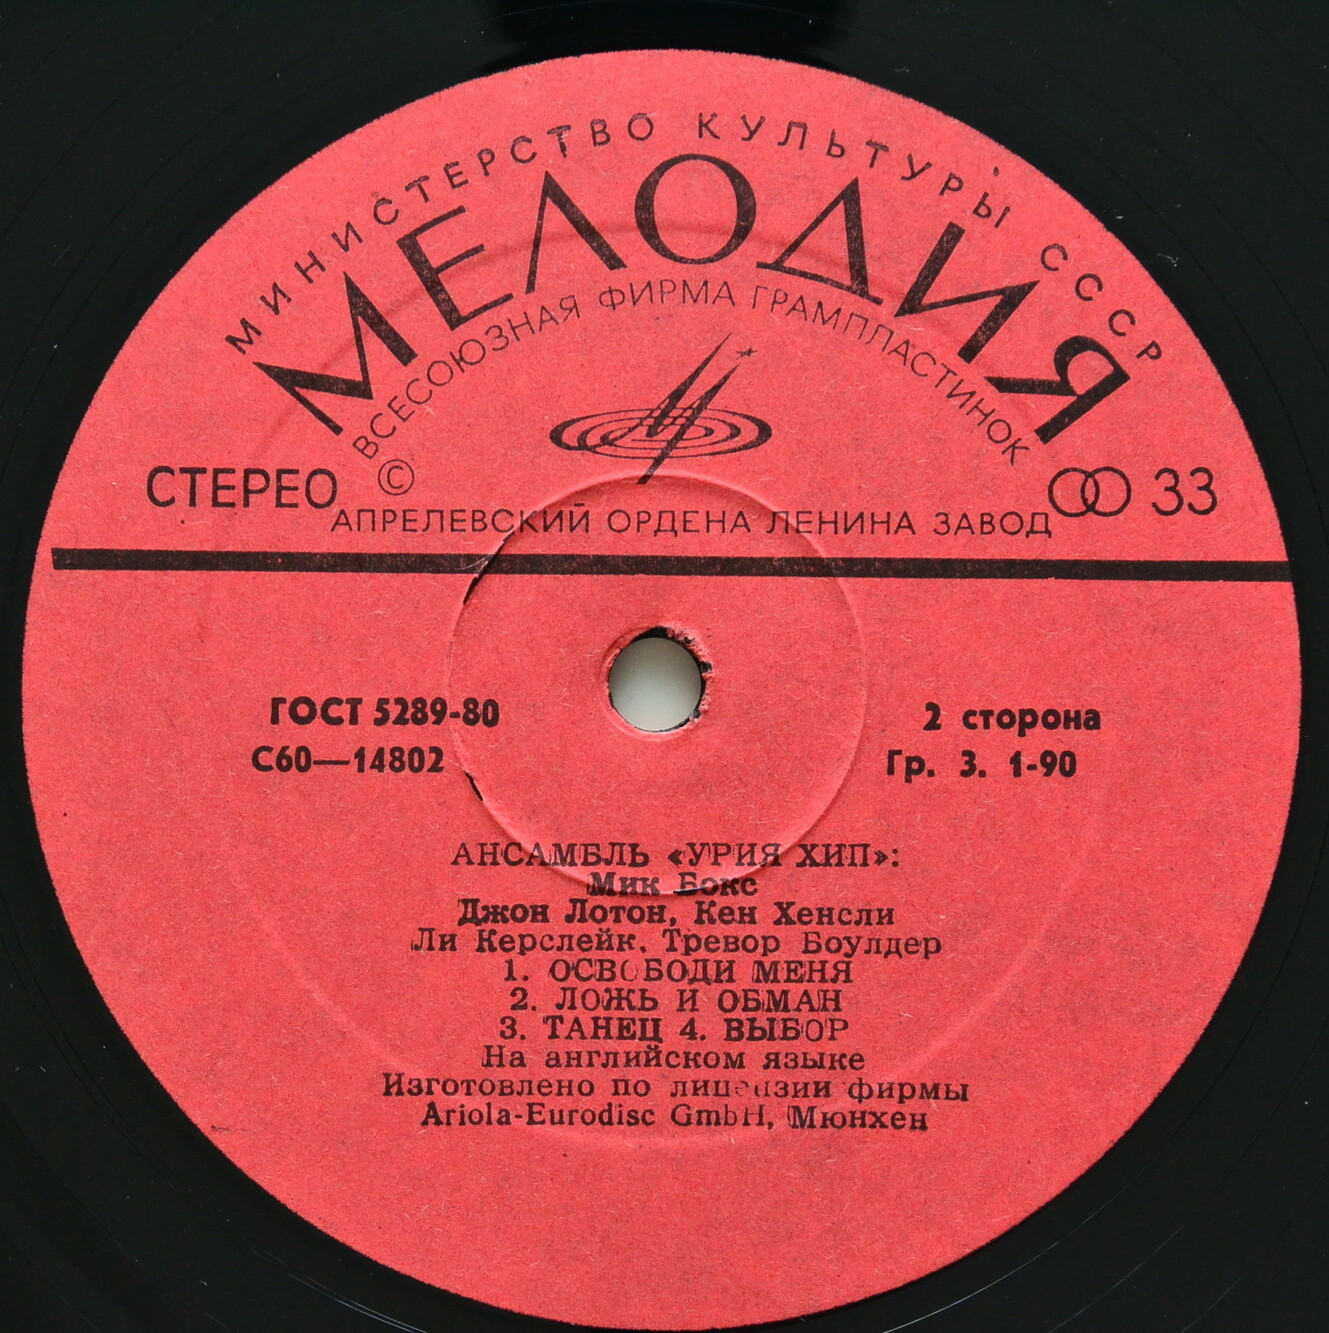 МИНИСТЕРСТВО КУЛЬТУРЫ СССР
МЕЛОДИЯ
ВСЕСОЮЗНАЯ ФИРМА ГРАМПЛАСТИНОК
СТЕРЕО © 33
АПРЕЛЕВСКИЙ ОРДЕНА ЛЕНИНА ЗАВОД
ГОСТ 5289-80 2 сторона
С60—14802 Гр. 3. 1-90
АНСАМБЛЬ «УРИЯ ХИП»:
Мик Бокс
Джон Лотон, Кен Хенсли
Ли Керслейк, Тревор Боулдер
1. ОСВОБОДИ МЕНЯ
2. ЛОЖЬ И ОБМАН
3. ТАНЕЦ 4. ВЫБОР
На английском языке
Изготовлено по лицензии фирмы
Ariola-Eurodisc GmbH, Мюнхен